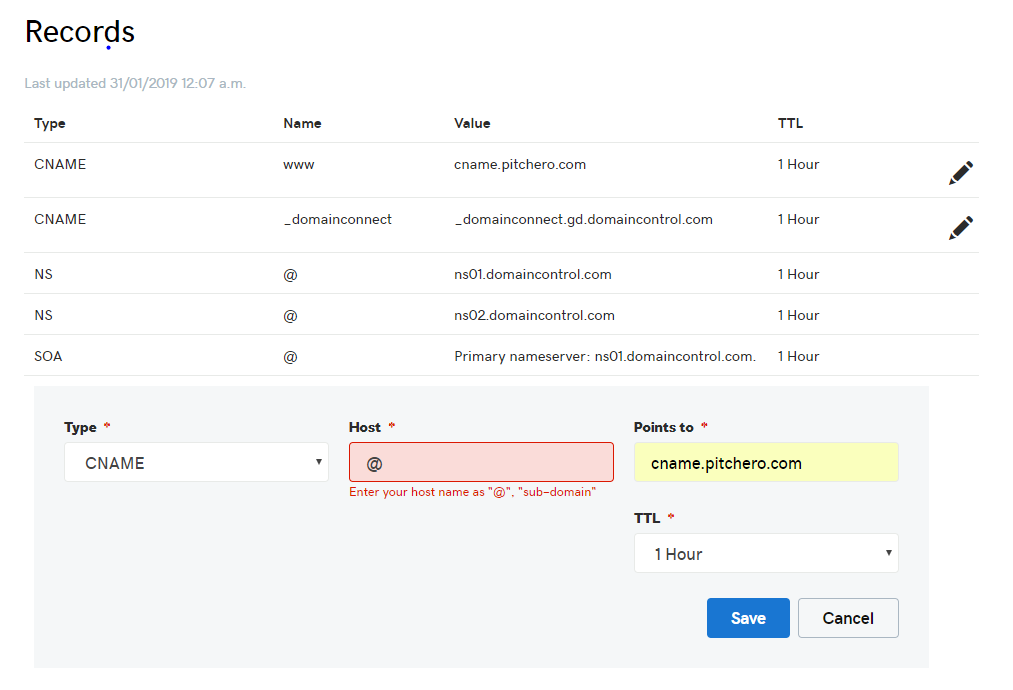 Records
Last updated 31/01/2019 12:07 a.m.
Type Name Value TTL
CNAME www cname.pitchero.com 1 Hour
CNAME _domainconnect _domainconnect.gd.domaincontrol.com 1 Hour
NS @ ns01.domaincontrol.com 1 Hour
NS @ ns02.domaincontrol.com 1 Hour
SOA @ Primary nameserver: ns01.domaincontrol.com. 1 Hour
Type * Host * Points to *
CNAME @ cname.pitchero.com
Enter your host name as "@", "sub-domain"
TTL *
1 Hour
Save Cancel